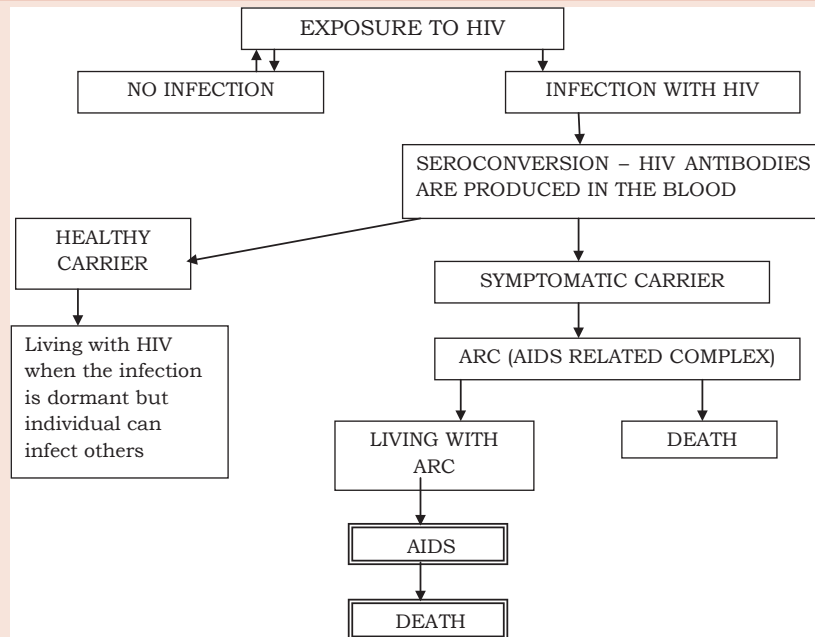 EXPOSURE TO HIV
NO INFECTION
INFECTION WITH HIV
SEROCONVERSION – HIV ANTIBODIES
ARE PRODUCED IN THE BLOOD
HEALTHY
CARRIER
SYMPTOMATIC CARRIER
Living with HIV
when the infection
is dormant but
individual can
infect others
ARC (AIDS RELATED COMPLEX)
LIVING WITH
ARC
DEATH
AIDS
DEATH